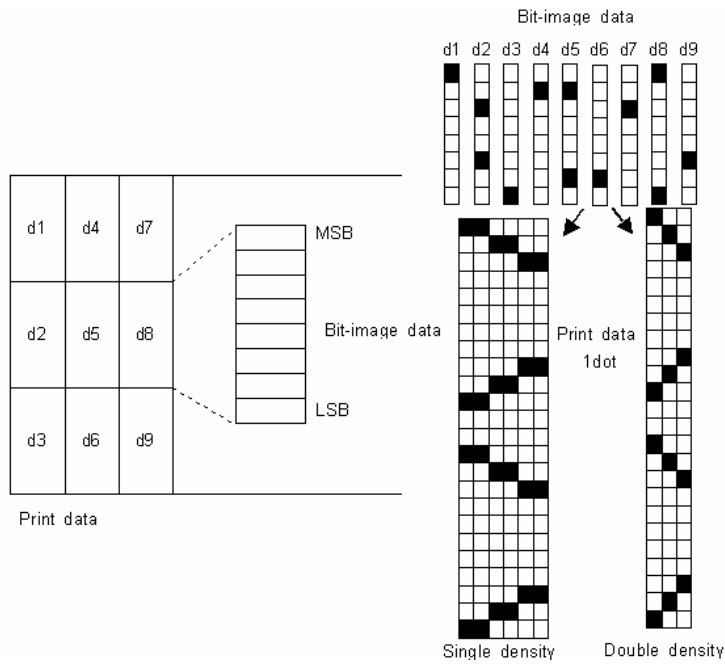 Bit-image data
d1 d2 d3 d4 d5 d6 d7 d8 d9
d1 d4 d7
d2 d5 d8
d3 d6 d9
Print data
MSB
Bit-image data
LSB
Print data
1dot
Single density
Double density